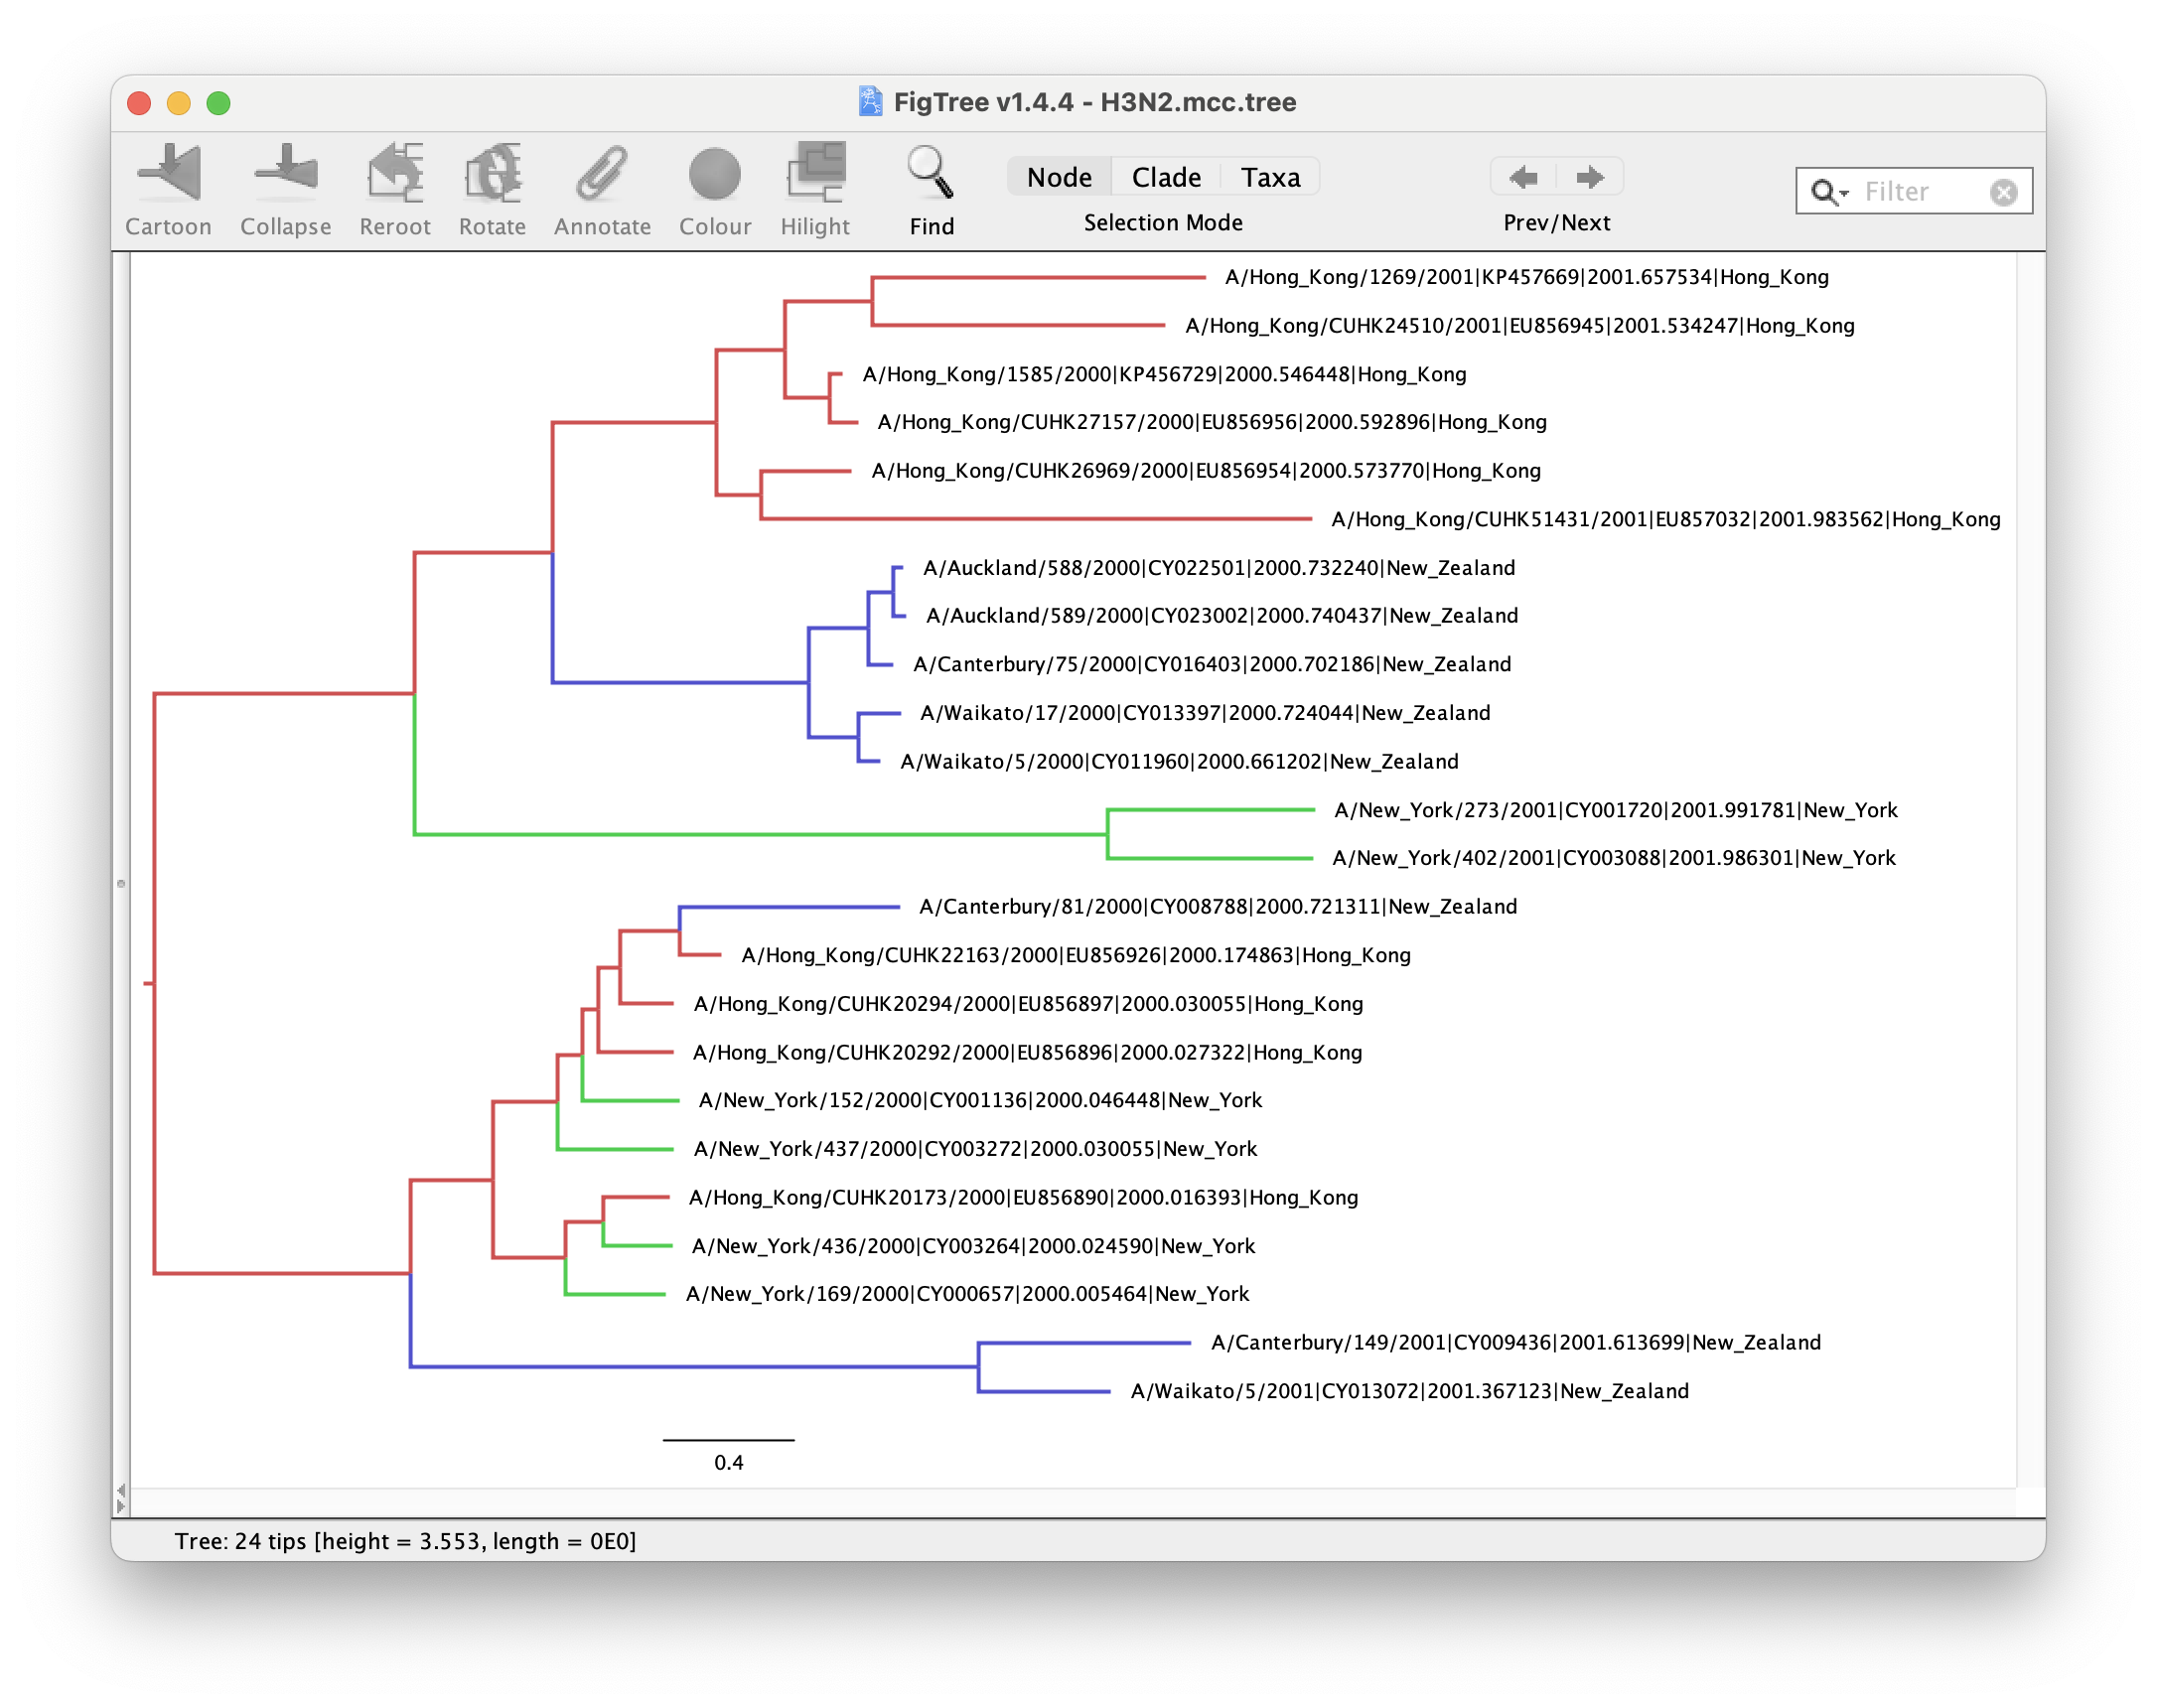 FigTree v1.4.4 - H3N2.mcc.tree
Cartoon Collapse Reroot Rotate Annotate Colour Hilight Find
Node Clade Taxa
Selection Mode
Prev/Next
Filter
A/Hong_Kong/1269/2001|KP457669|2001.657534|Hong_Kong
A/Hong_Kong/CUHK24510/2001|EU856945|2001.534247|Hong_Kong
A/Hong_Kong/1585/2000|KP456729|2000.546448|Hong_Kong
A/Hong_Kong/CUHK27157/2000|EU856956|2000.592896|Hong_Kong
A/Hong_Kong/CUHK26969/2000|EU856954|2000.573770|Hong_Kong
A/Hong_Kong/CUHK51431/2001|EU857032|2001.983562|Hong_Kong
A/Auckland/588/2000|CY022501|2000.732240|New_Zealand
A/Auckland/589/2000|CY023002|2000.740437|New_Zealand
A/Canterbury/75/2000|CY016403|2000.702186|New_Zealand
A/Waikato/17/2000|CY013397|2000.724044|New_Zealand
A/Waikato/5/2000|CY011960|2000.661202|New_Zealand
A/New_York/273/2001|CY001720|2001.991781|New_York
A/New_York/402/2001|CY003088|2001.986301|New_York
A/Canterbury/81/2000|CY008788|2000.721311|New_Zealand
A/Hong_Kong/CUHK22163/2000|EU856926|2000.174863|Hong_Kong
A/Hong_Kong/CUHK20294/2000|EU856897|2000.030055|Hong_Kong
A/Hong_Kong/CUHK20292/2000|EU856896|2000.027322|Hong_Kong
A/New_York/152/2000|CY001136|2000.046448|New_York
A/New_York/437/2000|CY003272|2000.030055|New_York
A/Hong_Kong/CUHK20173/2000|EU856890|2000.016393|Hong_Kong
A/New_York/436/2000|CY003264|2000.024590|New_York
A/New_York/169/2000|CY000657|2000.005464|New_York
A/Canterbury/149/2001|CY009436|2001.613699|New_Zealand
A/Waikato/5/2001|CY013072|2001.367123|New_Zealand
0.4
Tree: 24 tips [height = 3.553, length = 0E0]